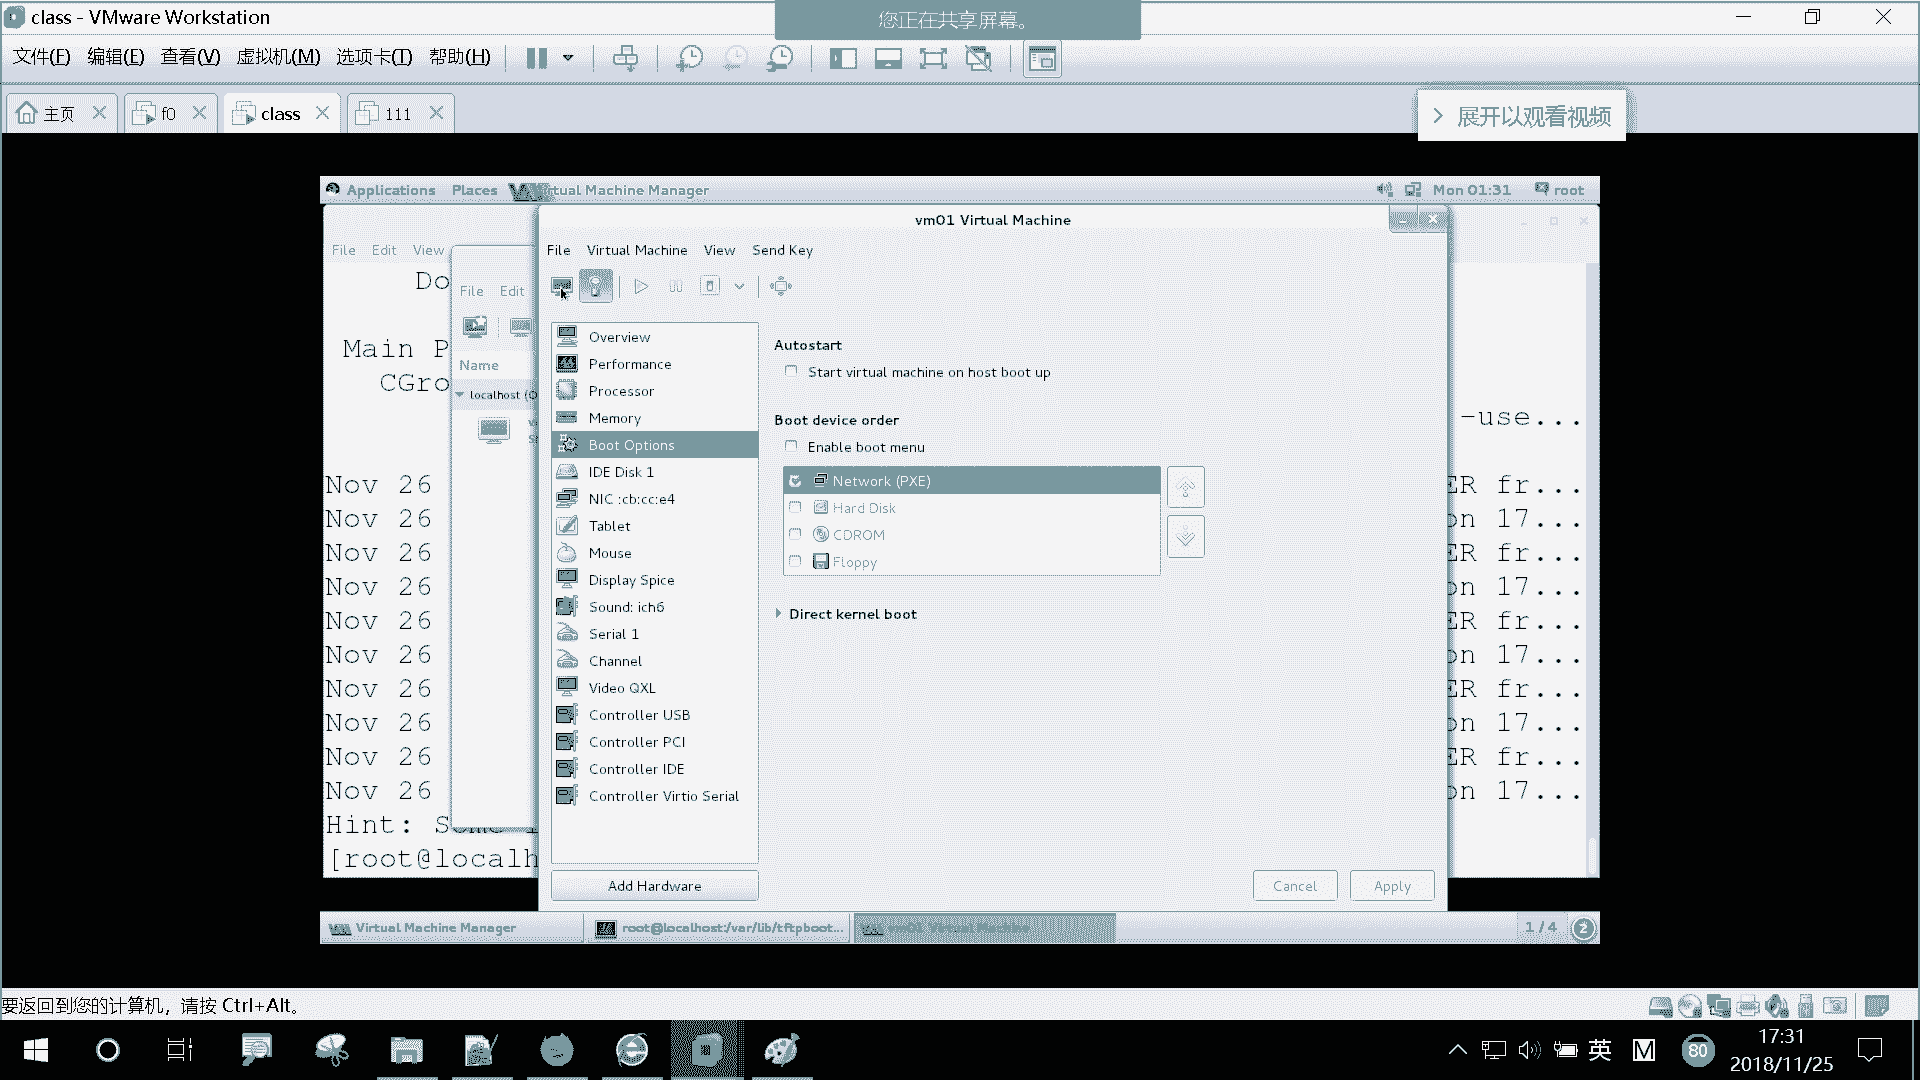 class - VMware Workstation
您正在共享屏幕。
文件(F) 编辑(E) 查看(V) 虚拟机(M) 选项卡(T) 帮助(H)
主页 f0 class 111
展开以观看视频
Applications Places Virtual Machine Manager Mon 01:31 root
vm01 Virtual Machine
File Edit View
File Virtual Machine View Send Key
Do
File Edit
Main P
Name
CGro
localhost (Q
-use...
Overview
Performance
Processor
Memory
Boot Options
IDE Disk 1
NIC :cb:cc:e4
Tablet
Mouse
Display Spice
Sound: ich6
Serial 1
Channel
Video QXL
Controller USB
Controller PCI
Controller IDE
Controller Virtio Serial
Add Hardware
Autostart
Start virtual machine on host boot up
Boot device order
Enable boot menu
Network (PXE)
Hard Disk
CDROM
Floppy
Direct kernel boot
Cancel Apply
Nov 26 ER fr...
Nov 26 on 17...
Nov 26 ER fr...
Nov 26 on 17...
Nov 26 ER fr...
Nov 26 on 17...
Nov 26 ER fr...
Nov 26 on 17...
Nov 26 ER fr...
Nov 26 on 17...
Hint: S
[root@localh
Virtual Machine Manager root@localhost:/var/lib/tftpboot... vm01 Virtual Machine 1 / 4 2
要返回到您的计算机，请按 Ctrl+Alt。
英 M 80 17:31
2018/11/25